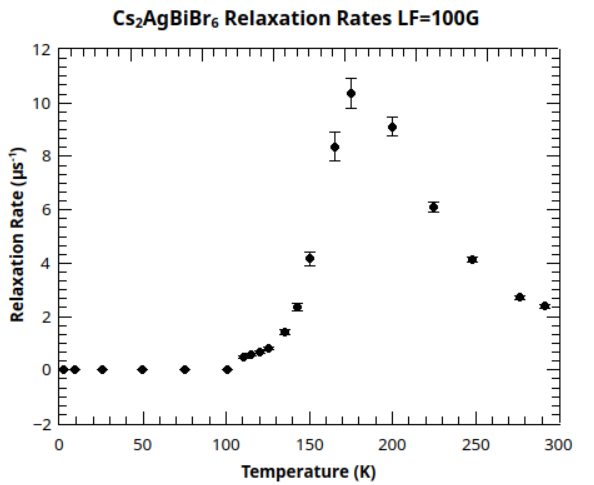 Cs₂AgBiBr₆ Relaxation Rates LF=100G
12
10
8
6
4
2
0
−2
Relaxation Rate (µs⁻¹)
0 50 100 150 200 250 300
Temperature (K)